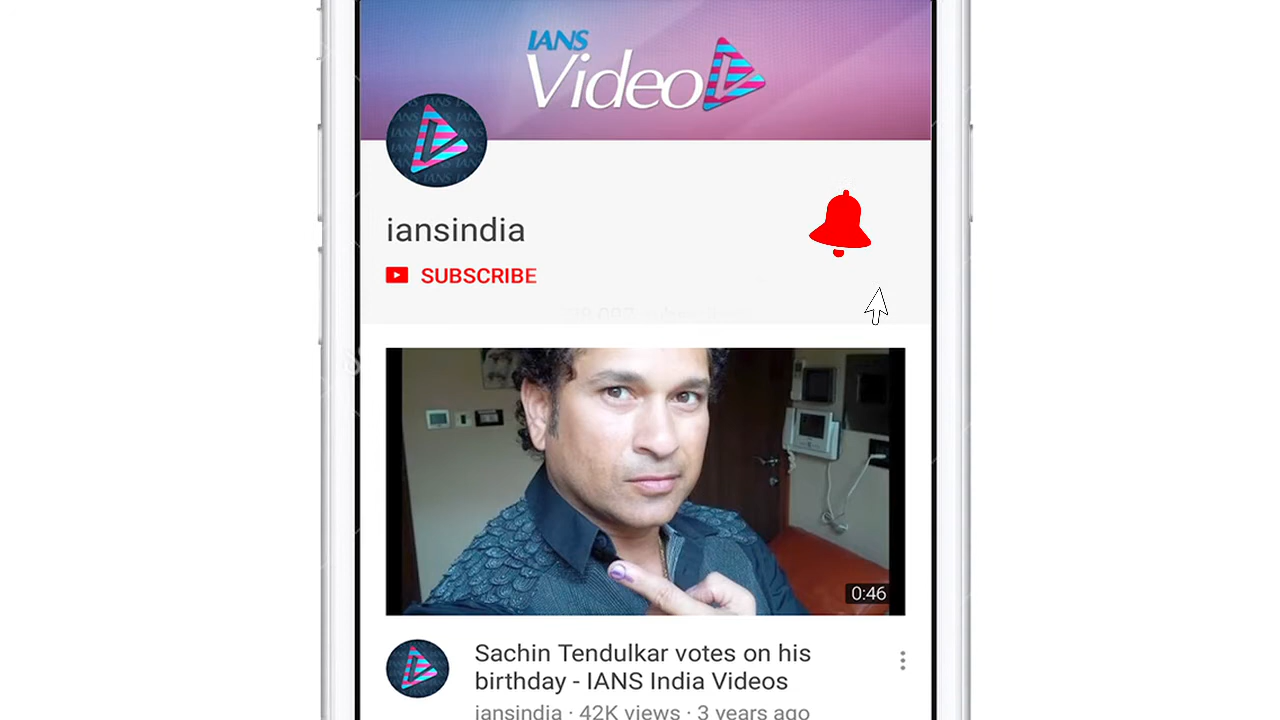 IANS
Video
iansindia
SUBSCRIBE
0:46
Sachin Tendulkar votes on his
birthday - IANS India Videos
iansindia · 42K views · 3 years ago